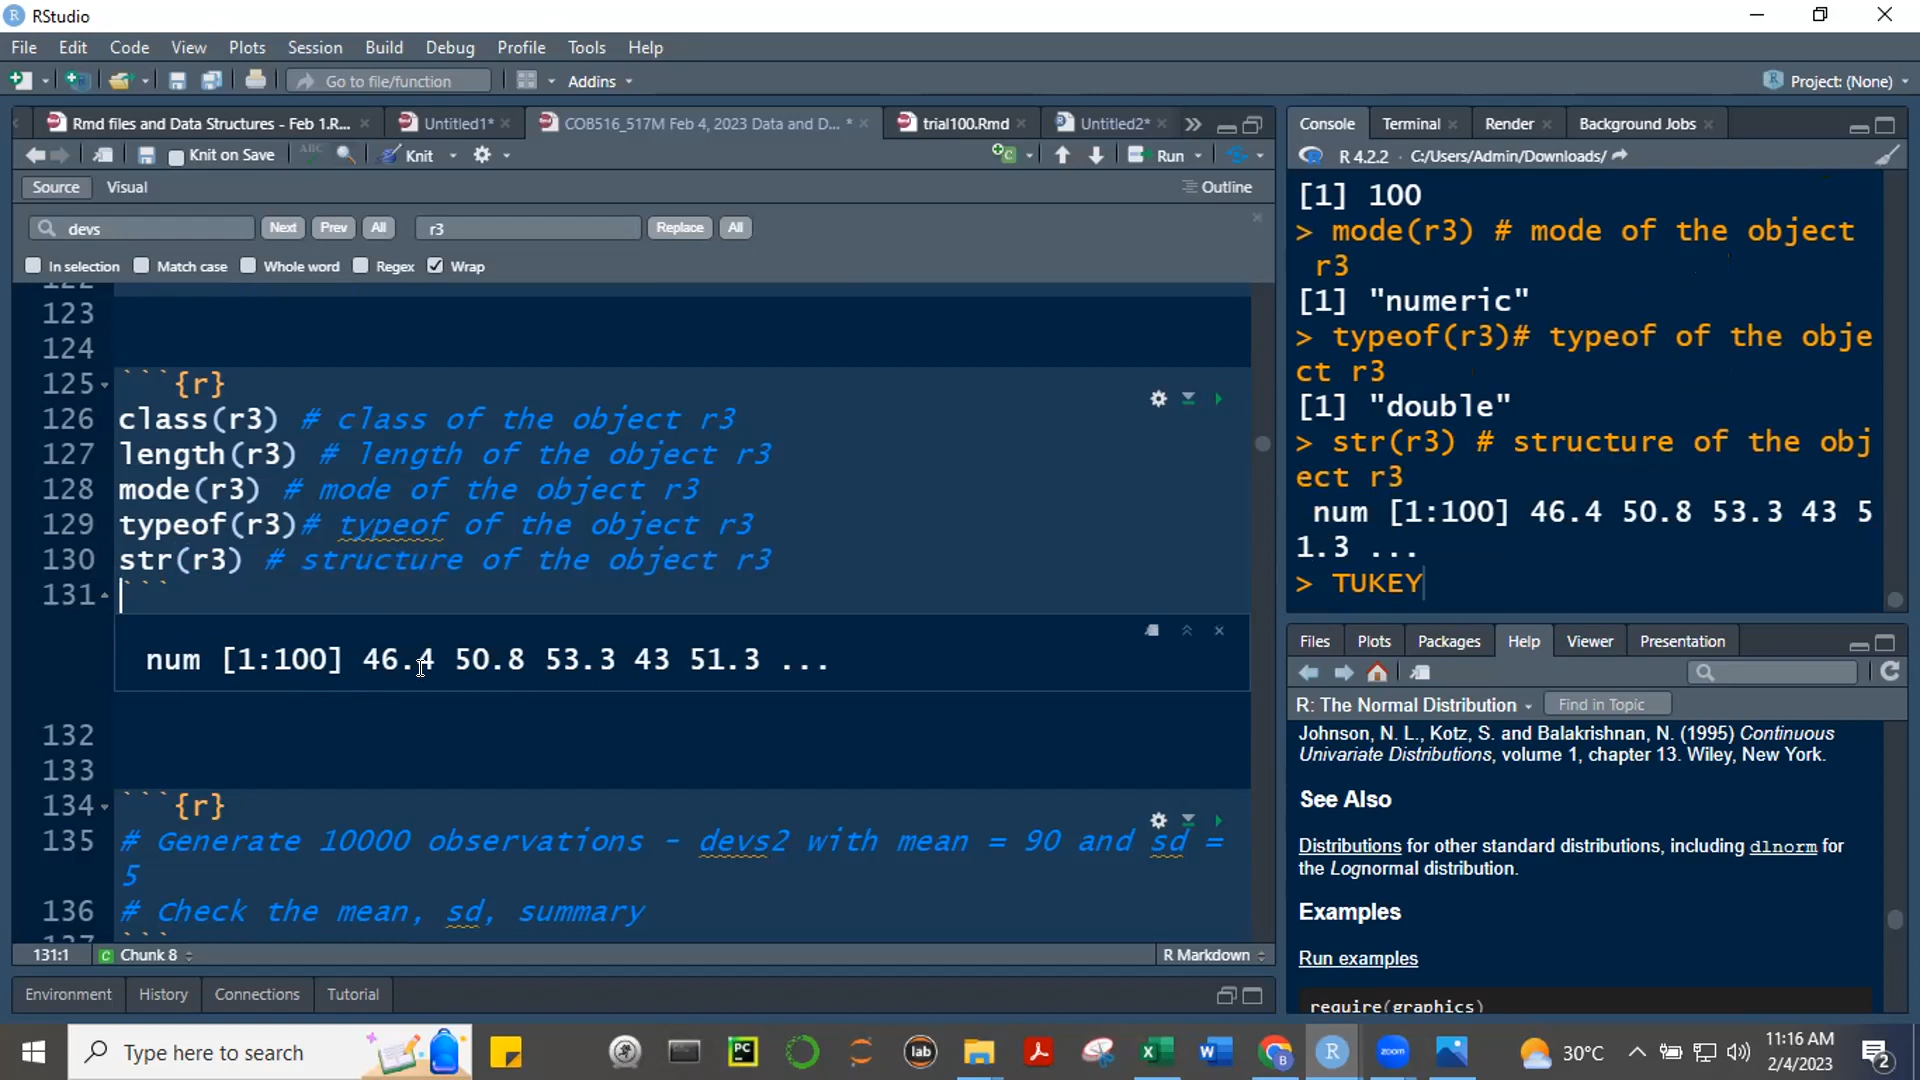 RStudio
File Edit Code View Plots Session Build Debug Profile Tools Help
Go to file/function Addins Project: (None)
Rmd files and Data Structures - Feb 1.R... Untitled1* COB516_517M Feb 4, 2023 Data and D... * trial100.Rmd Untitled2*
Knit on Save ABC Knit Run
Source Visual Outline
devs Next Prev All r3 Replace All
In selection Match case Whole word Regex Wrap
122
123
124
125 ```{r}
126 class(r3) # class of the object r3
127 length(r3) # length of the object r3
128 mode(r3) # mode of the object r3
129 typeof(r3)# typeof of the object r3
130 str(r3) # structure of the object r3
131 ```
num [1:100] 46.4 50.8 53.3 43 51.3 ...
132
133
134 ```{r}
135 # Generate 10000 observations - devs2 with mean = 90 and sd =
5
136 # Check the mean, sd, summary
137 ```
131:1 Chunk 8 R Markdown
Environment History Connections Tutorial
Console Terminal Render Background Jobs
R 4.2.2 · C:/Users/Admin/Downloads/
[1] 100
> mode(r3) # mode of the object
r3
[1] "numeric"
> typeof(r3)# typeof of the obje
ct r3
[1] "double"
> str(r3) # structure of the obj
ect r3
num [1:100] 46.4 50.8 53.3 43 5
1.3 ...
> TUKEY
Files Plots Packages Help Viewer Presentation
R: The Normal Distribution Find in Topic
Johnson, N. L., Kotz, S. and Balakrishnan, N. (1995) Continuous
Univariate Distributions, volume 1, chapter 13. Wiley, New York.
See Also
Distributions for other standard distributions, including dlnorm for
the Lognormal distribution.
Examples
Run examples
require(graphics)
Type here to search
PC
lab
30°C
11:16 AM
2/4/2023
2